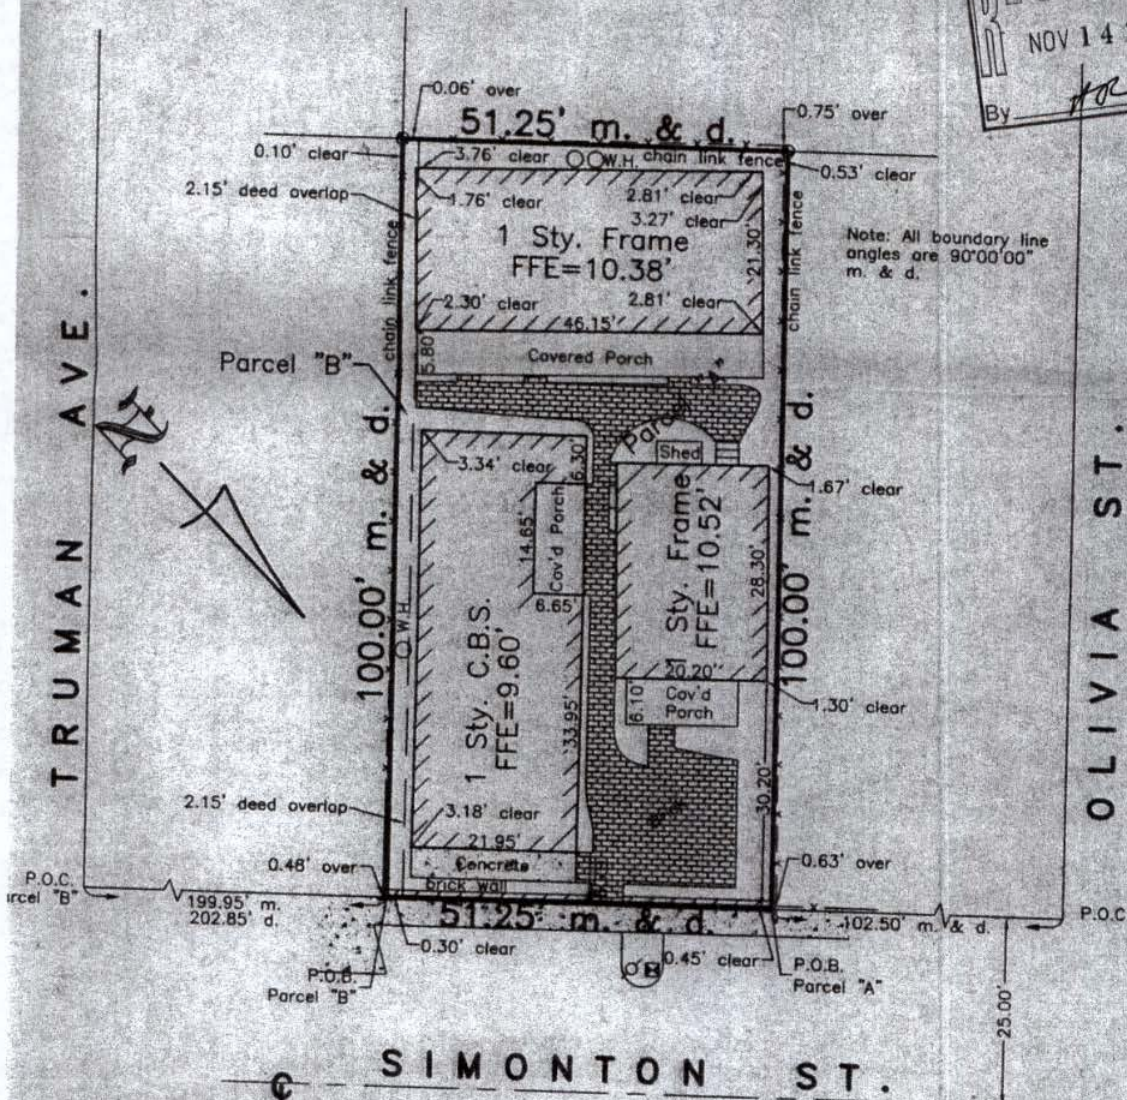 NOV 14
By
0.06' over
51.25' m. & d.
0.75' over
0.10' clear
3.76' clear
W.H.
chain link fence
0.53' clear
2.15' deed overlap
1.76' clear
2.81' clear
3.27' clear
1 Sty. Frame
FFE=10.38'
21.30'
chain link fence
chain link fence
Note: All boundary line
angles are 90°00'00"
m. & d.
2.30' clear
2.81' clear
46.15'
5.80'
Covered Porch
Parcel "B"
TRUMAN AVE.
OLIVIA ST.
100.00' m. & d.
100.00' m. & d.
Shed
3.34' clear
6.30'
14.65'
Cov'd Porch
6.65'
1 Sty. Frame
FFE=10.52'
28.30'
1.67' clear
W.H.
1 Sty. C.B.S.
FFE=9.60'
33.95'
20.20'
Cov'd
Porch
6.10'
1.30' clear
30.20'
2.15' deed overlap
3.18' clear
21.95'
Concrete
brick wall
0.48' over
0.63' over
P.O.C.
arcel "B"
199.95' m.
202.85' d.
51.25' m. & d.
102.50' m. & d.
P.O.C
0.30' clear
0.45' clear
P.O.B.
Parcel "B"
P.O.B.
Parcel "A"
25.00'
SIMONTON ST.